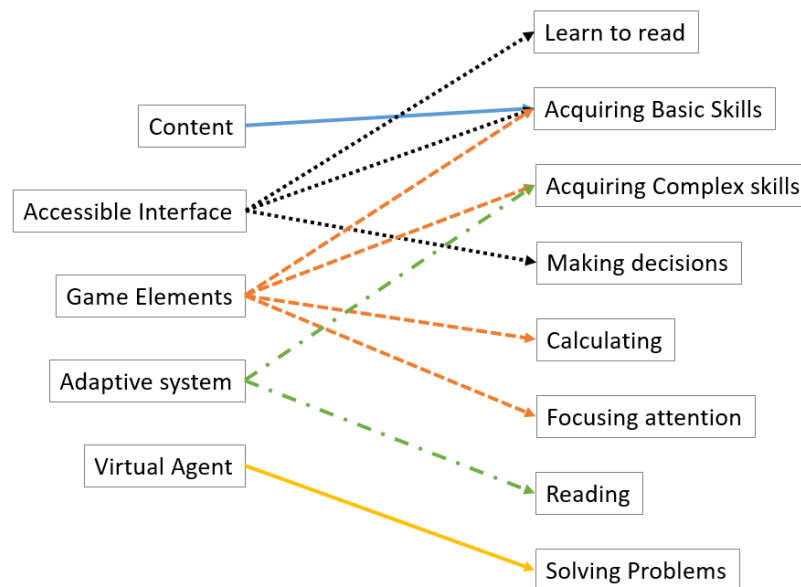 Content
Accessible Interface
Game Elements
Adaptive system
Virtual Agent
Learn to read
Acquiring Basic Skills
Acquiring Complex skills
Making decisions
Calculating
Focusing attention
Reading
Solving Problems